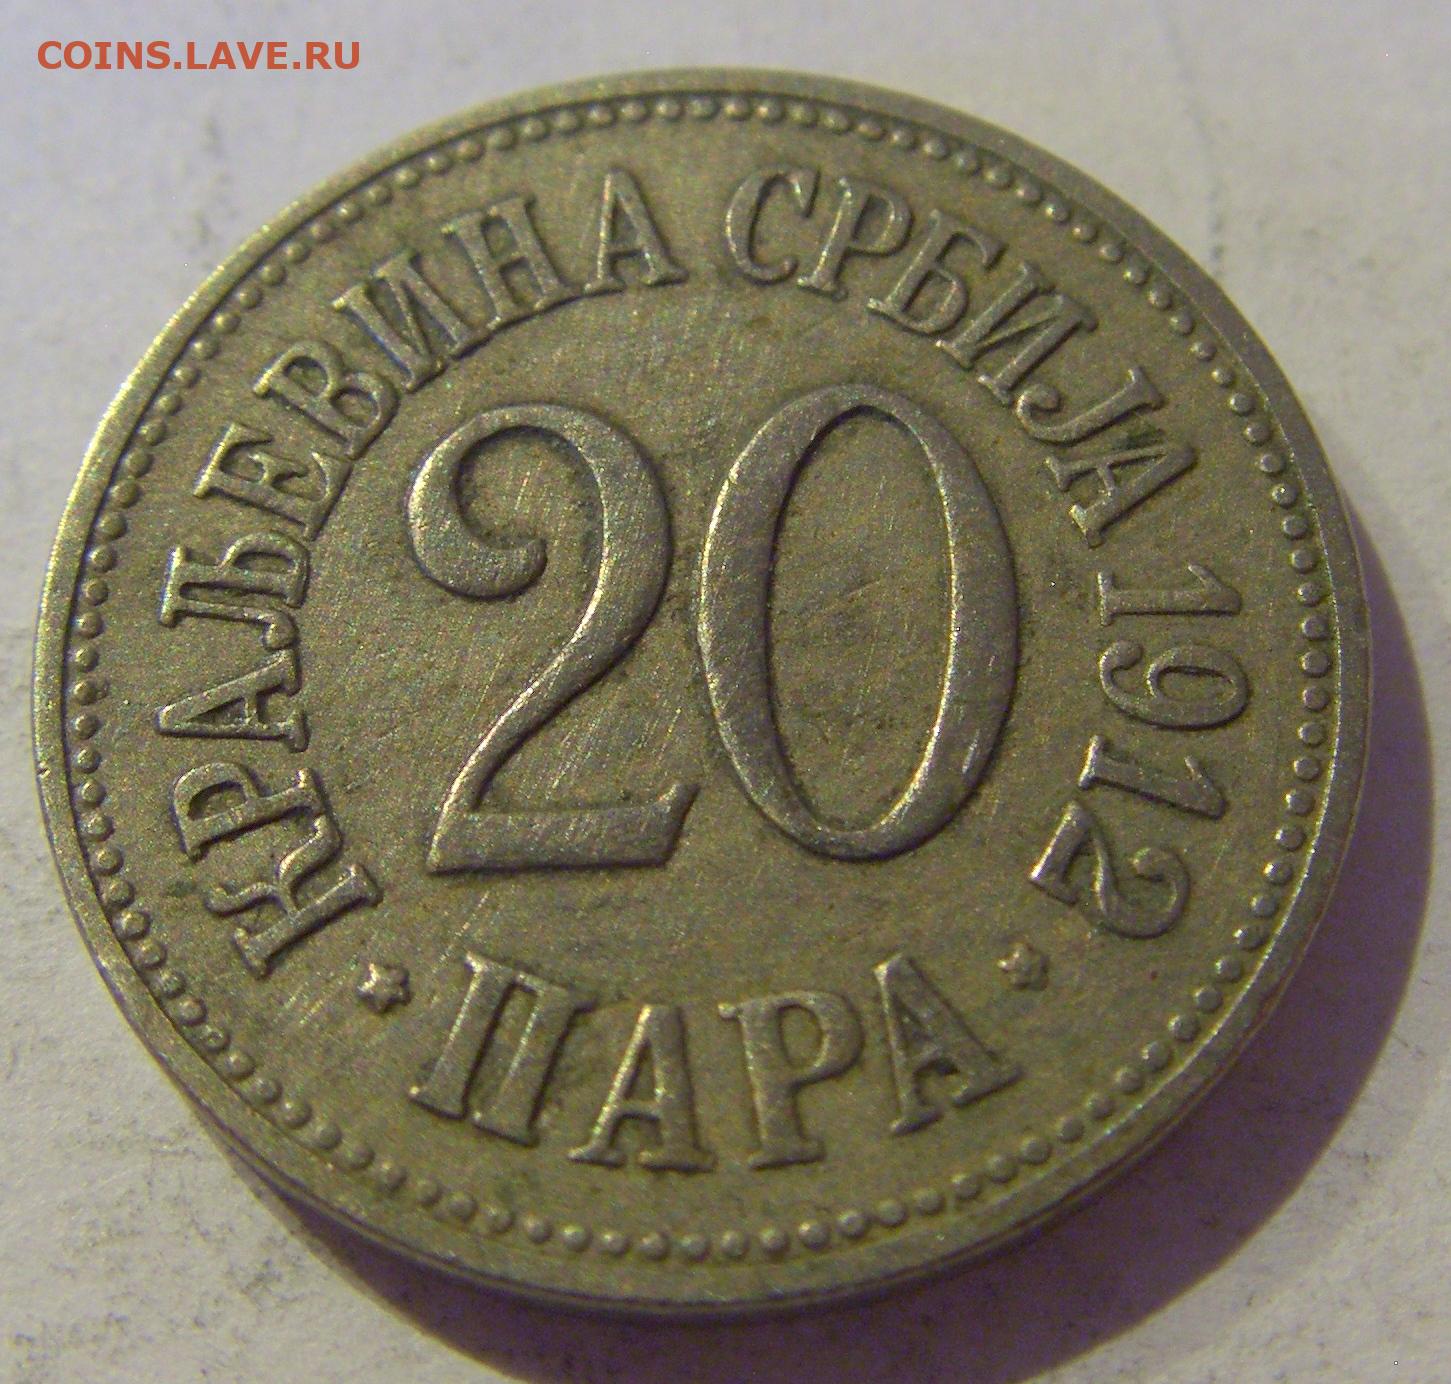 COINS.LAVE.RU
КРАЉЕВИНА СРБИЈА 1912
20
ПАРА